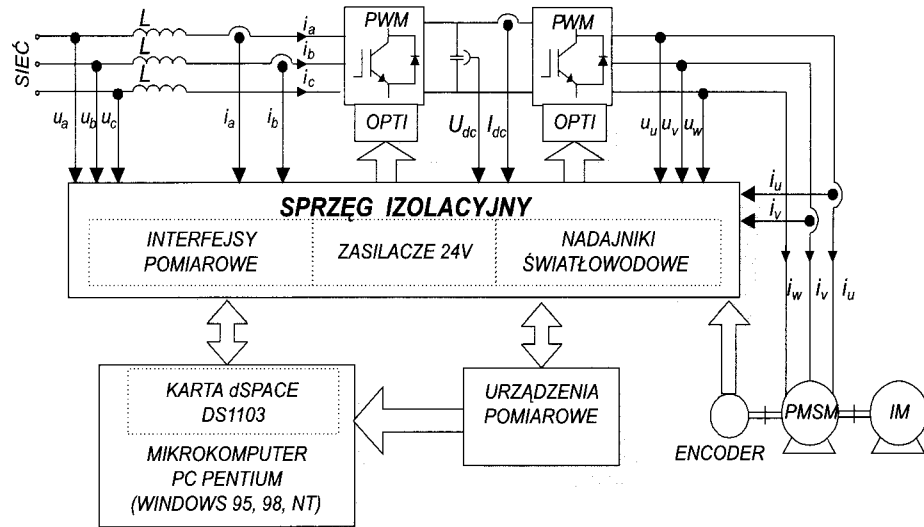 SIEĆ
L
L
L
i_a
i_b
i_c
PWM
PWM
OPTI
OPTI
u_a u_b u_c
i_a
i_b
U_dc
I_dc
u_u u_v u_w
SPRZĘG IZOLACYJNY
INTERFEJSY
POMIAROWE
ZASILACZE 24V
NADAJNIKI
ŚWIATŁOWODOWE
i_u
i_v
i_w
i_v
i_u
KARTA dSPACE
DS1103
MIKROKOMPUTER
PC PENTIUM
(WINDOWS 95, 98, NT)
URZĄDZENIA
POMIAROWE
ENCODER
PMSM
IM